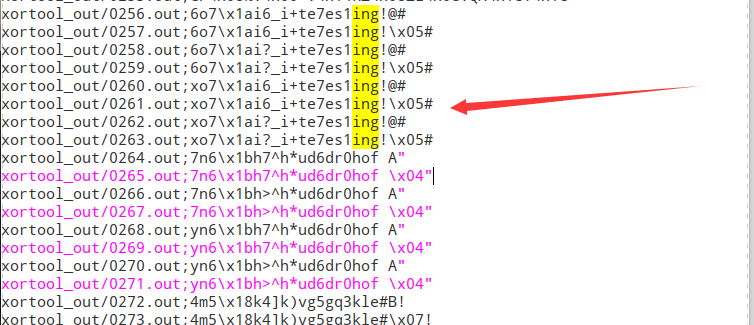 xortool_out/0256.out;6o7\x1ai6_i+te7es1ing!@#
xortool_out/0257.out;6o7\x1ai6_i+te7es1ing!\x05#
xortool_out/0258.out;6o7\x1ai?_i+te7es1ing!@#
xortool_out/0259.out;6o7\x1ai?_i+te7es1ing!\x05#
xortool_out/0260.out;xo7\x1ai6_i+te7es1ing!@#
xortool_out/0261.out;xo7\x1ai6_i+te7es1ing!\x05#
xortool_out/0262.out;xo7\x1ai?_i+te7es1ing!@#
xortool_out/0263.out;xo7\x1ai?_i+te7es1ing!\x05#
xortool_out/0264.out;7n6\x1bh7^h*ud6dr0hof A"
xortool_out/0265.out;7n6\x1bh7^h*ud6dr0hof \x04"
xortool_out/0266.out;7n6\x1bh>^h*ud6dr0hof A"
xortool_out/0267.out;7n6\x1bh>^h*ud6dr0hof \x04"
xortool_out/0268.out;yn6\x1bh7^h*ud6dr0hof A"
xortool_out/0269.out;yn6\x1bh7^h*ud6dr0hof \x04"
xortool_out/0270.out;yn6\x1bh>^h*ud6dr0hof A"
xortool_out/0271.out;yn6\x1bh>^h*ud6dr0hof \x04"
xortool_out/0272.out;4m5\x18k4]k)vg5gq3kle#B!
xortool_out/0273.out;4m5\x18k4]k)vg5gq3kle#\x07!